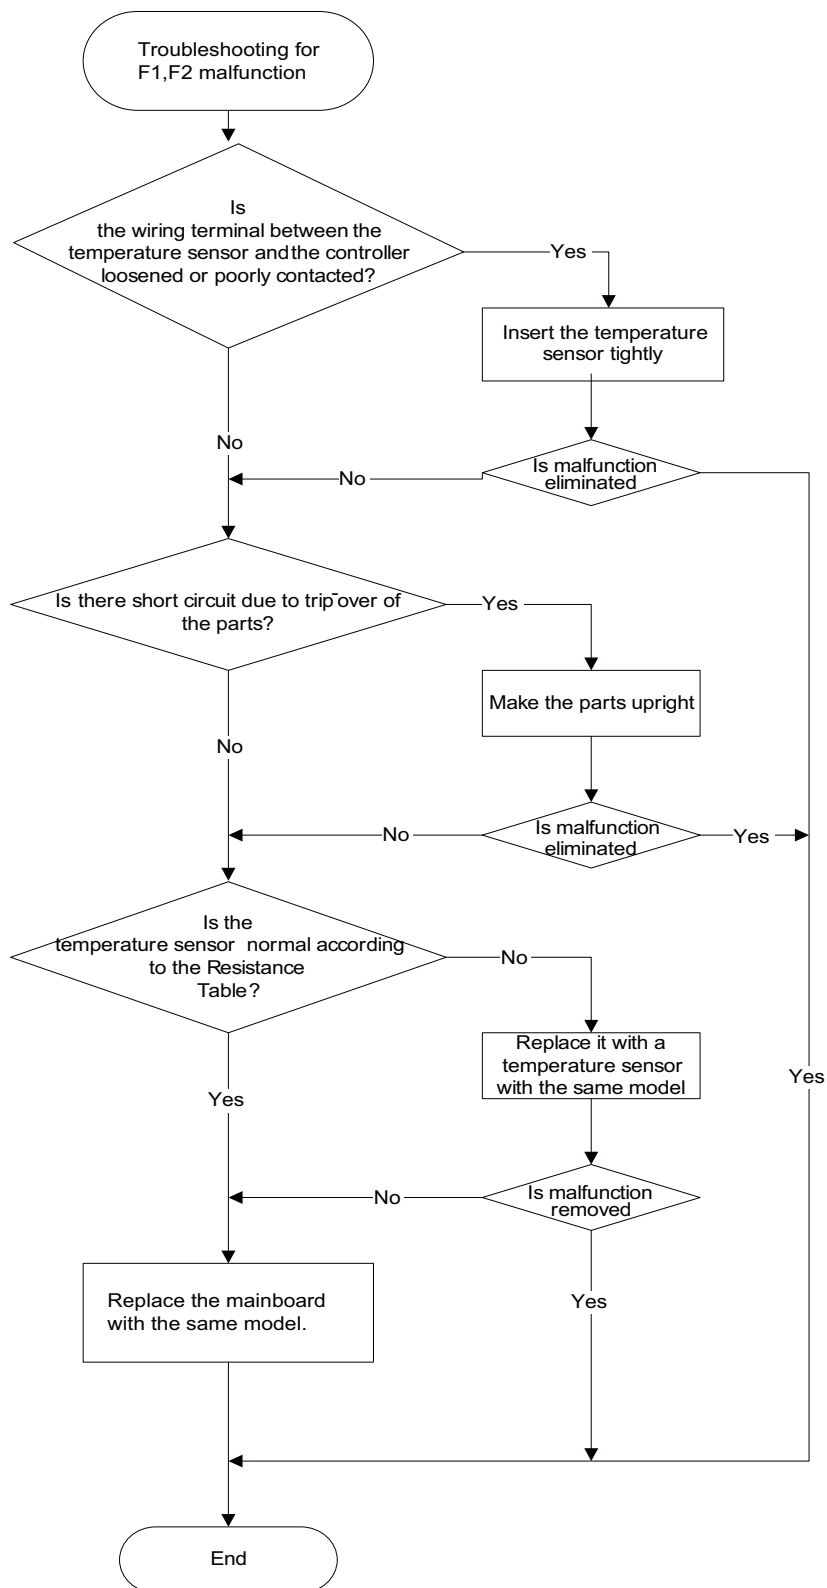 Troubleshooting for
F1,F2 malfunction
Is
the wiring terminal between the
temperature sensor and the controller
loosened or poorly contacted?
Yes
Insert the temperature
sensor tightly
No
Is malfunction
eliminated
No
Is there short circuit due to trip-over of
the parts?
Yes
Make the parts upright
No
Is malfunction
eliminated
No
Yes
Is the
temperature sensor normal according
to the Resistance
Table?
No
Replace it with a
temperature sensor
with the same model
Yes
Yes
Is malfunction
removed
No
Yes
Replace the mainboard
with the same model.
End